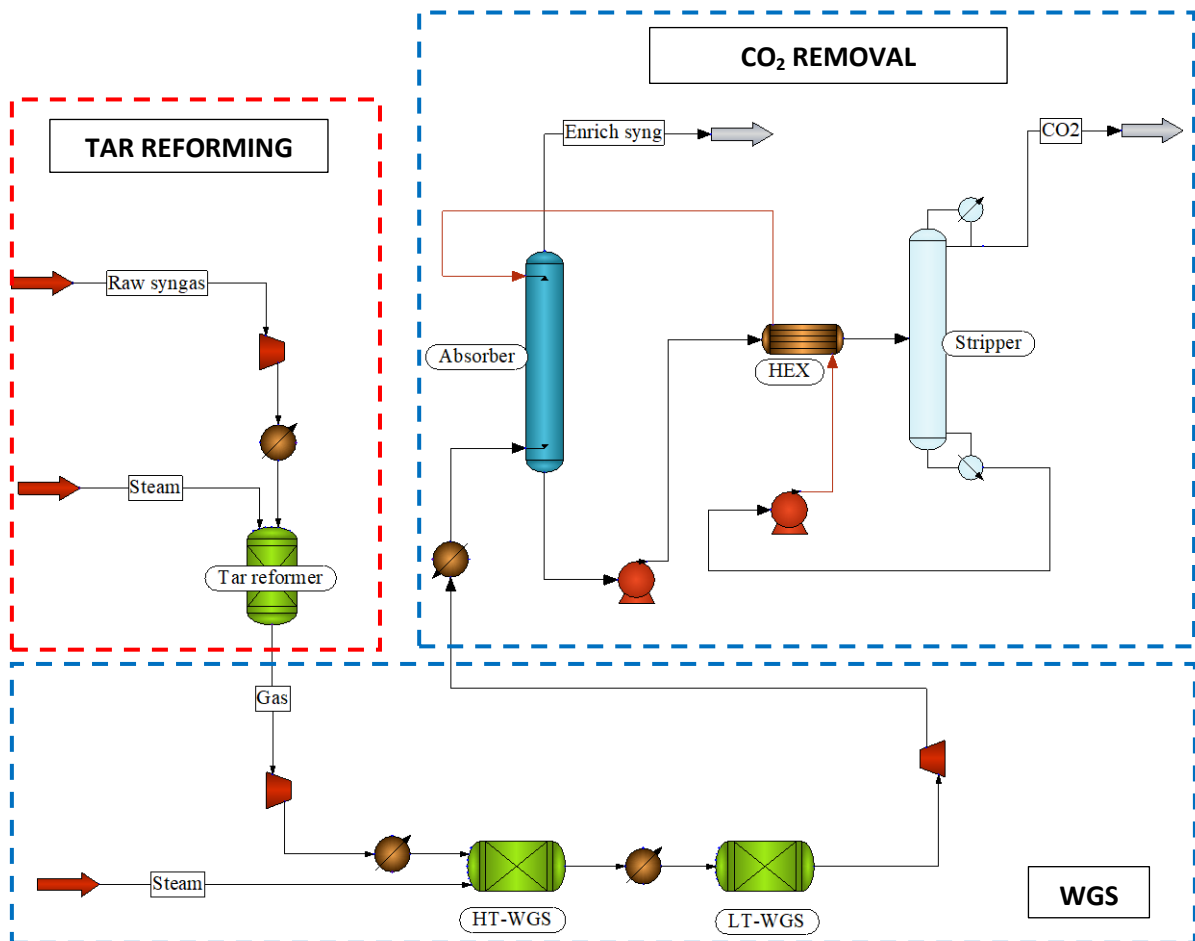 CO₂ REMOVAL
TAR REFORMING
Enrich syng
CO2
Raw syngas
Absorber
HEX
Stripper
Steam
Tar reformer
Gas
Steam
HT-WGS
LT-WGS
WGS